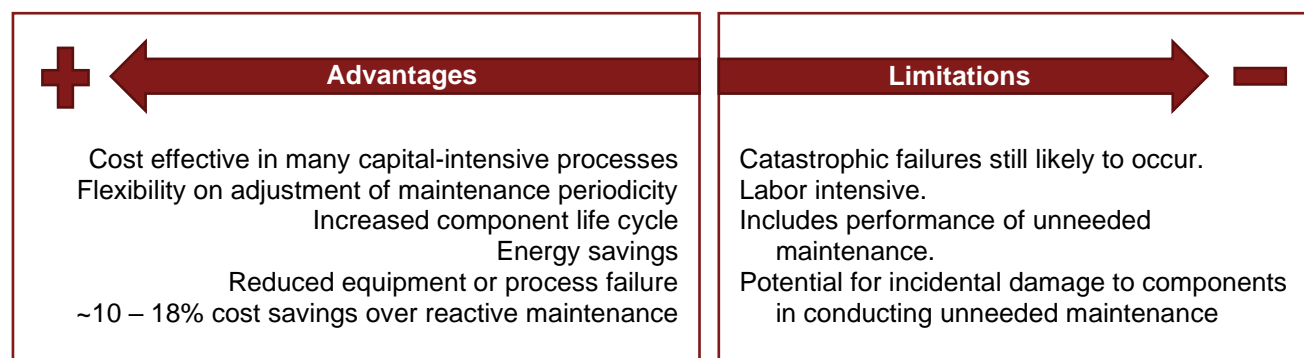 Advantages
Cost effective in many capital-intensive processes
Flexibility on adjustment of maintenance periodicity
Increased component life cycle
Energy savings
Reduced equipment or process failure
~10 – 18% cost savings over reactive maintenance
Limitations
Catastrophic failures still likely to occur.
Labor intensive.
Includes performance of unneeded
maintenance.
Potential for incidental damage to components
in conducting unneeded maintenance